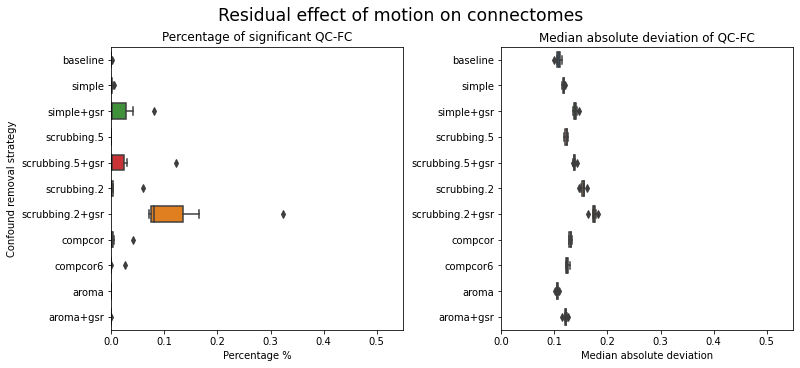 Residual effect of motion on connectomes
Percentage of significant QC-FC
Confound removal strategy
baseline
simple
simple+gsr
scrubbing.5
scrubbing.5+gsr
scrubbing.2
scrubbing.2+gsr
compcor
compcor6
aroma
aroma+gsr
0.0 0.1 0.2 0.3 0.4 0.5
Percentage %
Median absolute deviation of QC-FC
baseline
simple
simple+gsr
scrubbing.5
scrubbing.5+gsr
scrubbing.2
scrubbing.2+gsr
compcor
compcor6
aroma
aroma+gsr
0.0 0.1 0.2 0.3 0.4 0.5
Median absolute deviation